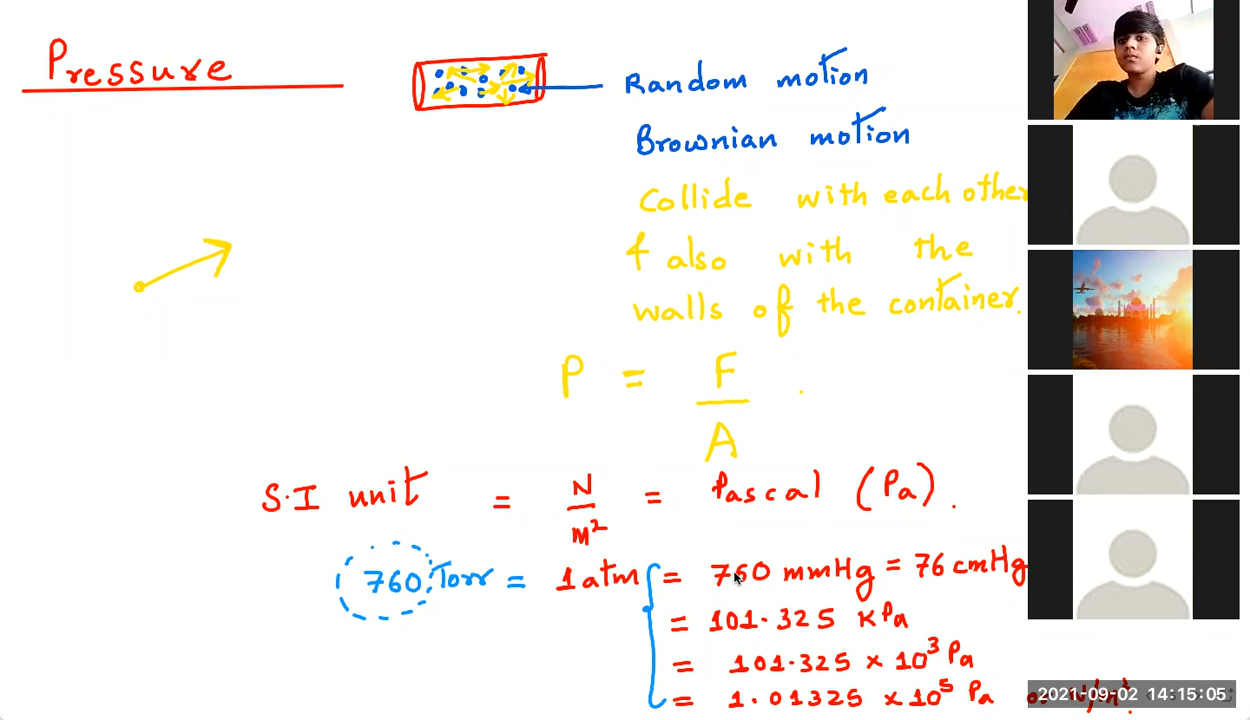 Pressure
Random motion
Brownian motion
Collide with each other
& also with the
walls of the container.
P = F
A
S.I unit = N = Pascal (Pa).
M²
760 Torr = 1 atm = 760 mmHg = 76 cmHg
= 101.325 KPa
= 101.325 × 10³ Pa
= 1.01325 × 10⁵ Pa or N/m².
2021-09-02 14:15:05